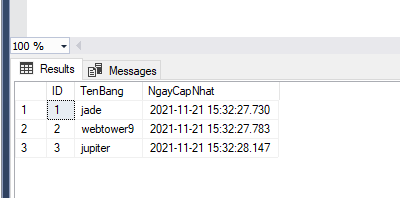 100 %
Results Messages
ID TenBang NgayCapNhat
1 1 jade 2021-11-21 15:32:27.730
2 2 webtower9 2021-11-21 15:32:27.783
3 3 jupiter 2021-11-21 15:32:28.147